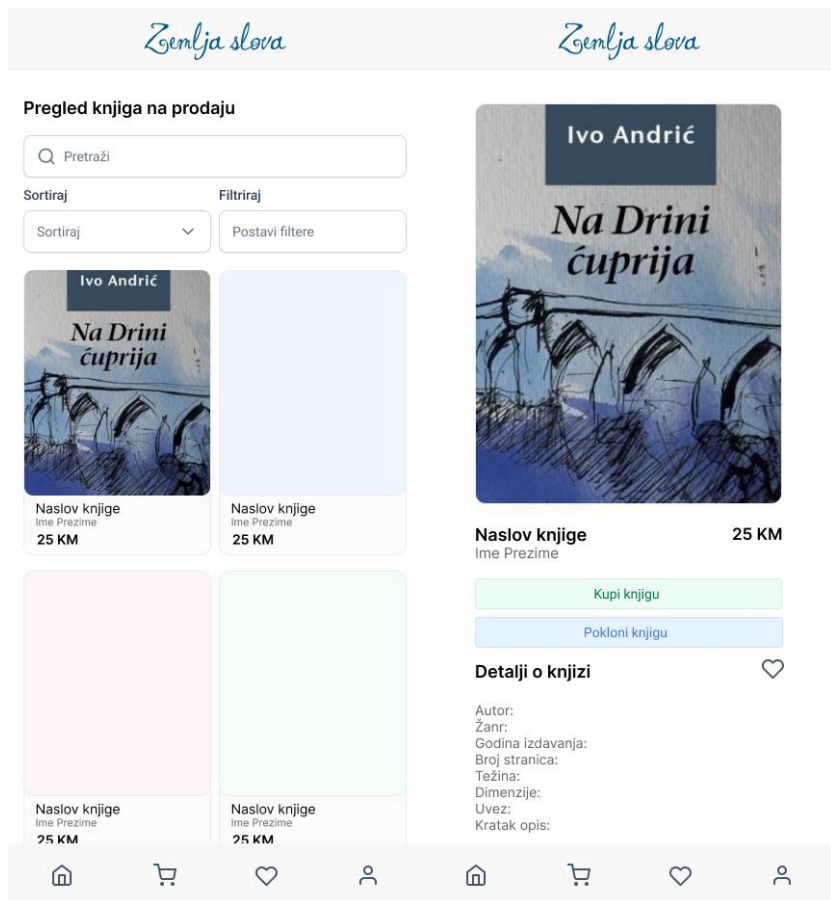 Zemlja slova
Pregled knjiga na prodaju
Pretraži
Sortiraj
Filtriraj
Sortiraj
Postavi filtere
Ivo Andrić
Na Drini
ćuprija
Naslov knjige
Ime Prezime
25 KM
Naslov knjige
Ime Prezime
25 KM
Naslov knjige
Ime Prezime
25 KM
Naslov knjige
Ime Prezime
25 KM
Zemlja slova
Ivo Andrić
Na Drini
ćuprija
Naslov knjige
25 KM
Ime Prezime
Kupi knjigu
Pokloni knjigu
Detalji o knjizi
Autor:
Žanr:
Godina izdavanja:
Broj stranica:
Težina:
Dimenzije:
Uvez:
Kratak opis: